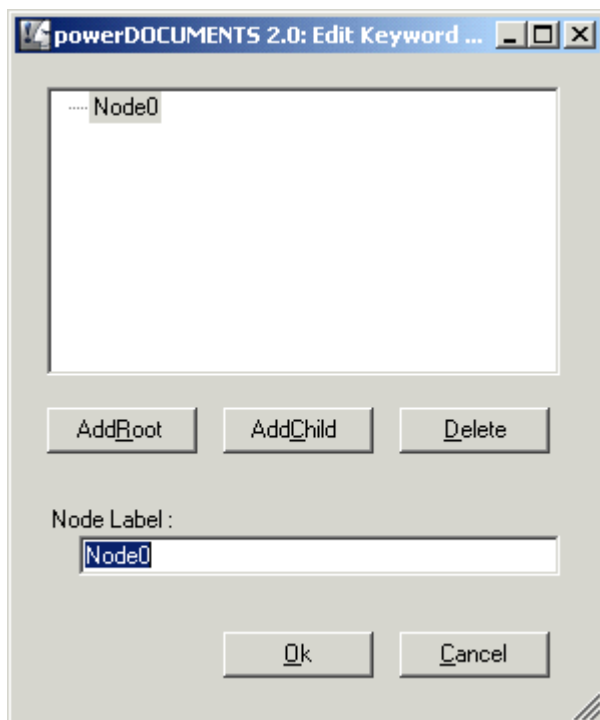 powerDOCUMENTS 2.0: Edit Keyword ...
Node0
AddRoot AddChild Delete
Node Label :
Node0
Ok Cancel